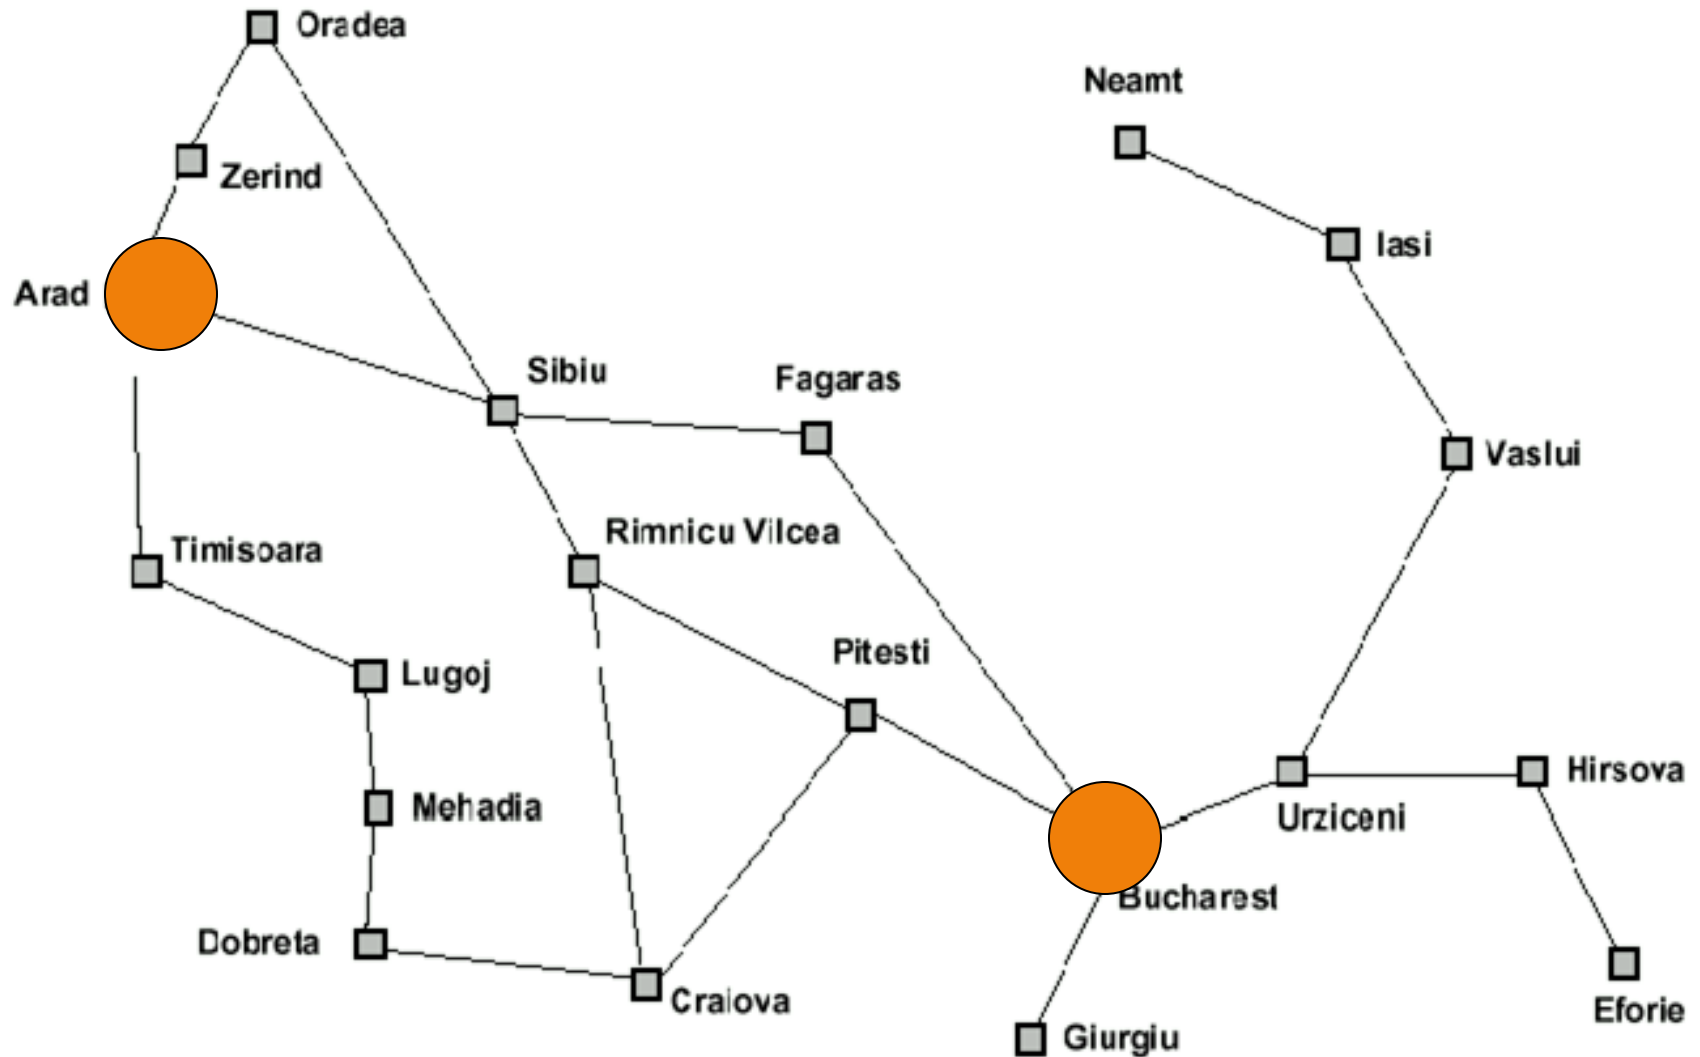 Oradea
Neamt
Zerind
Iasi
Arad
Sibiu
Fagaras
Vaslui
Rimnicu Vilcea
Timisoara
Pitesti
Lugoj
Hirsova
Mehadia
Urziceni
Bucharest
Dobreta
Craiova
Eforie
Giurgiu